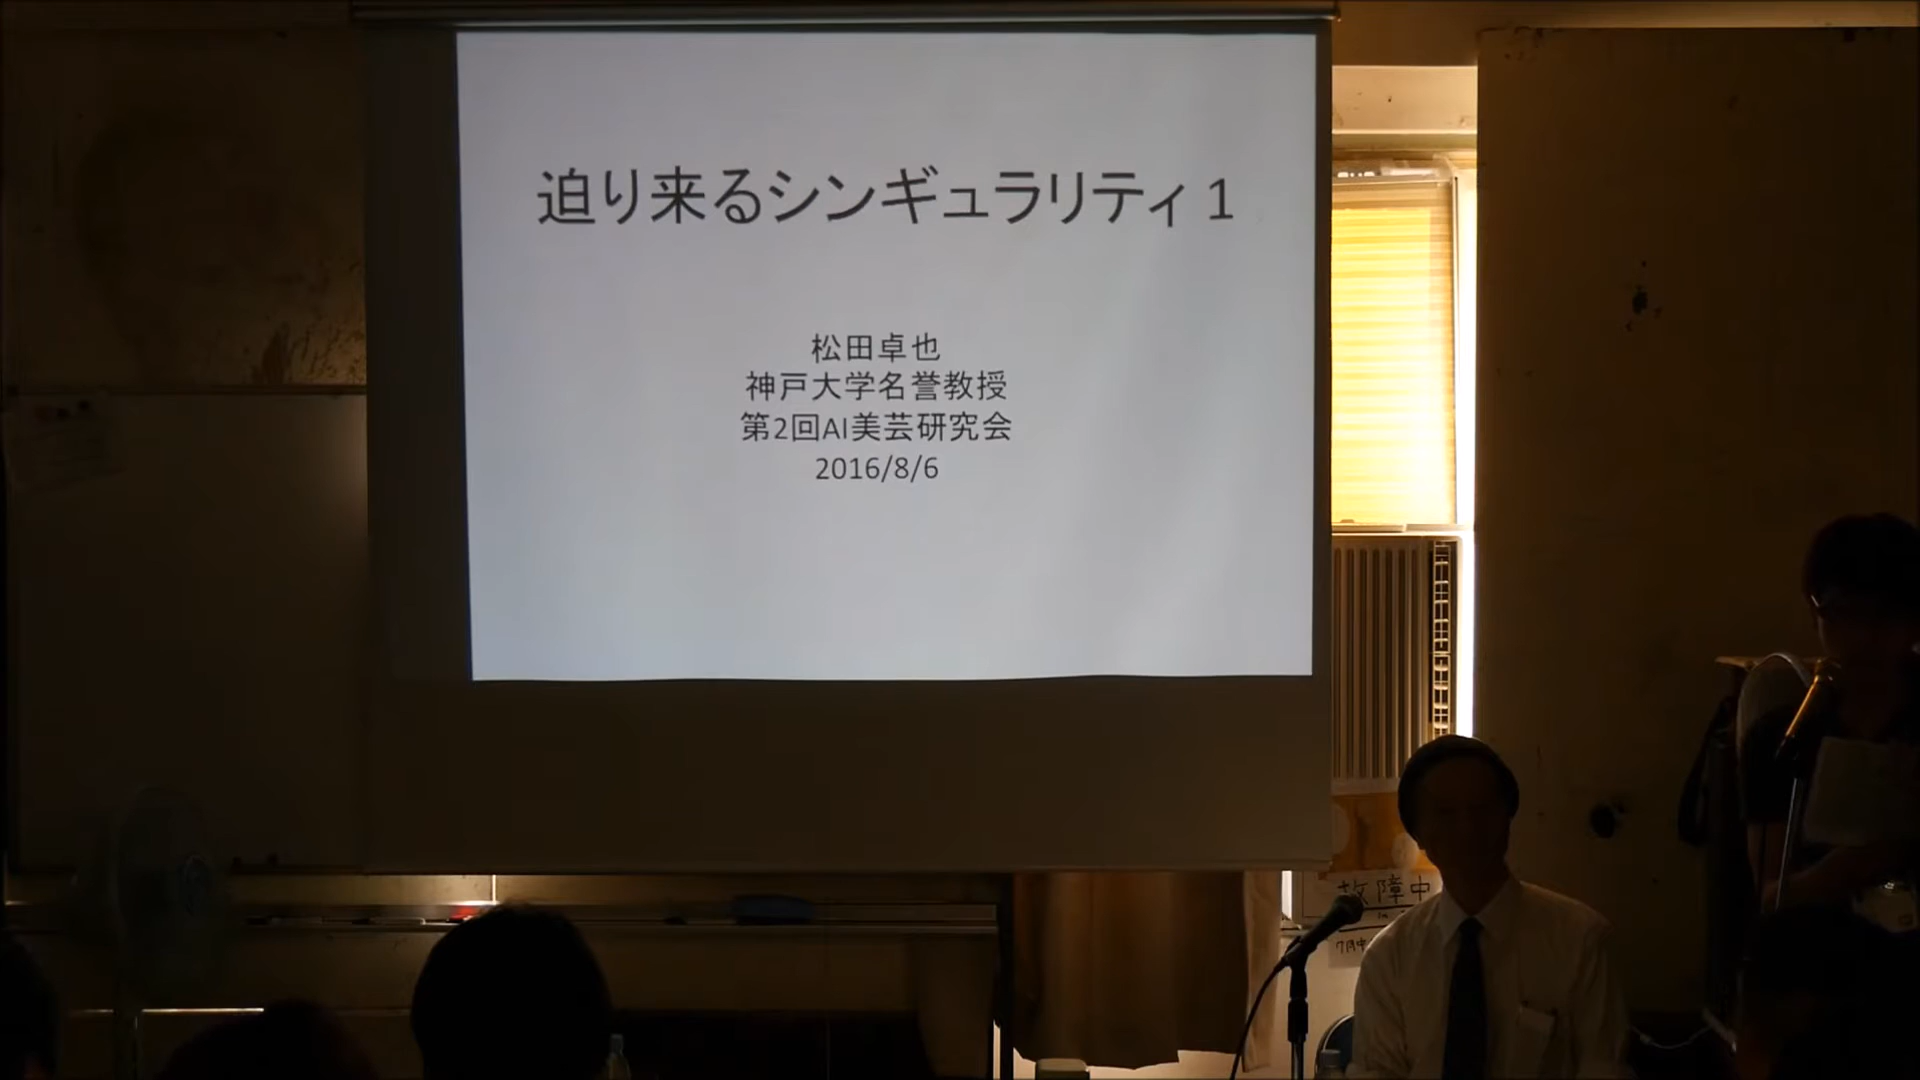 迫り来るシンギュラリティ 1
松田卓也
神戸大学名誉教授
第2回AI美芸研究会
2016/8/6
故障中